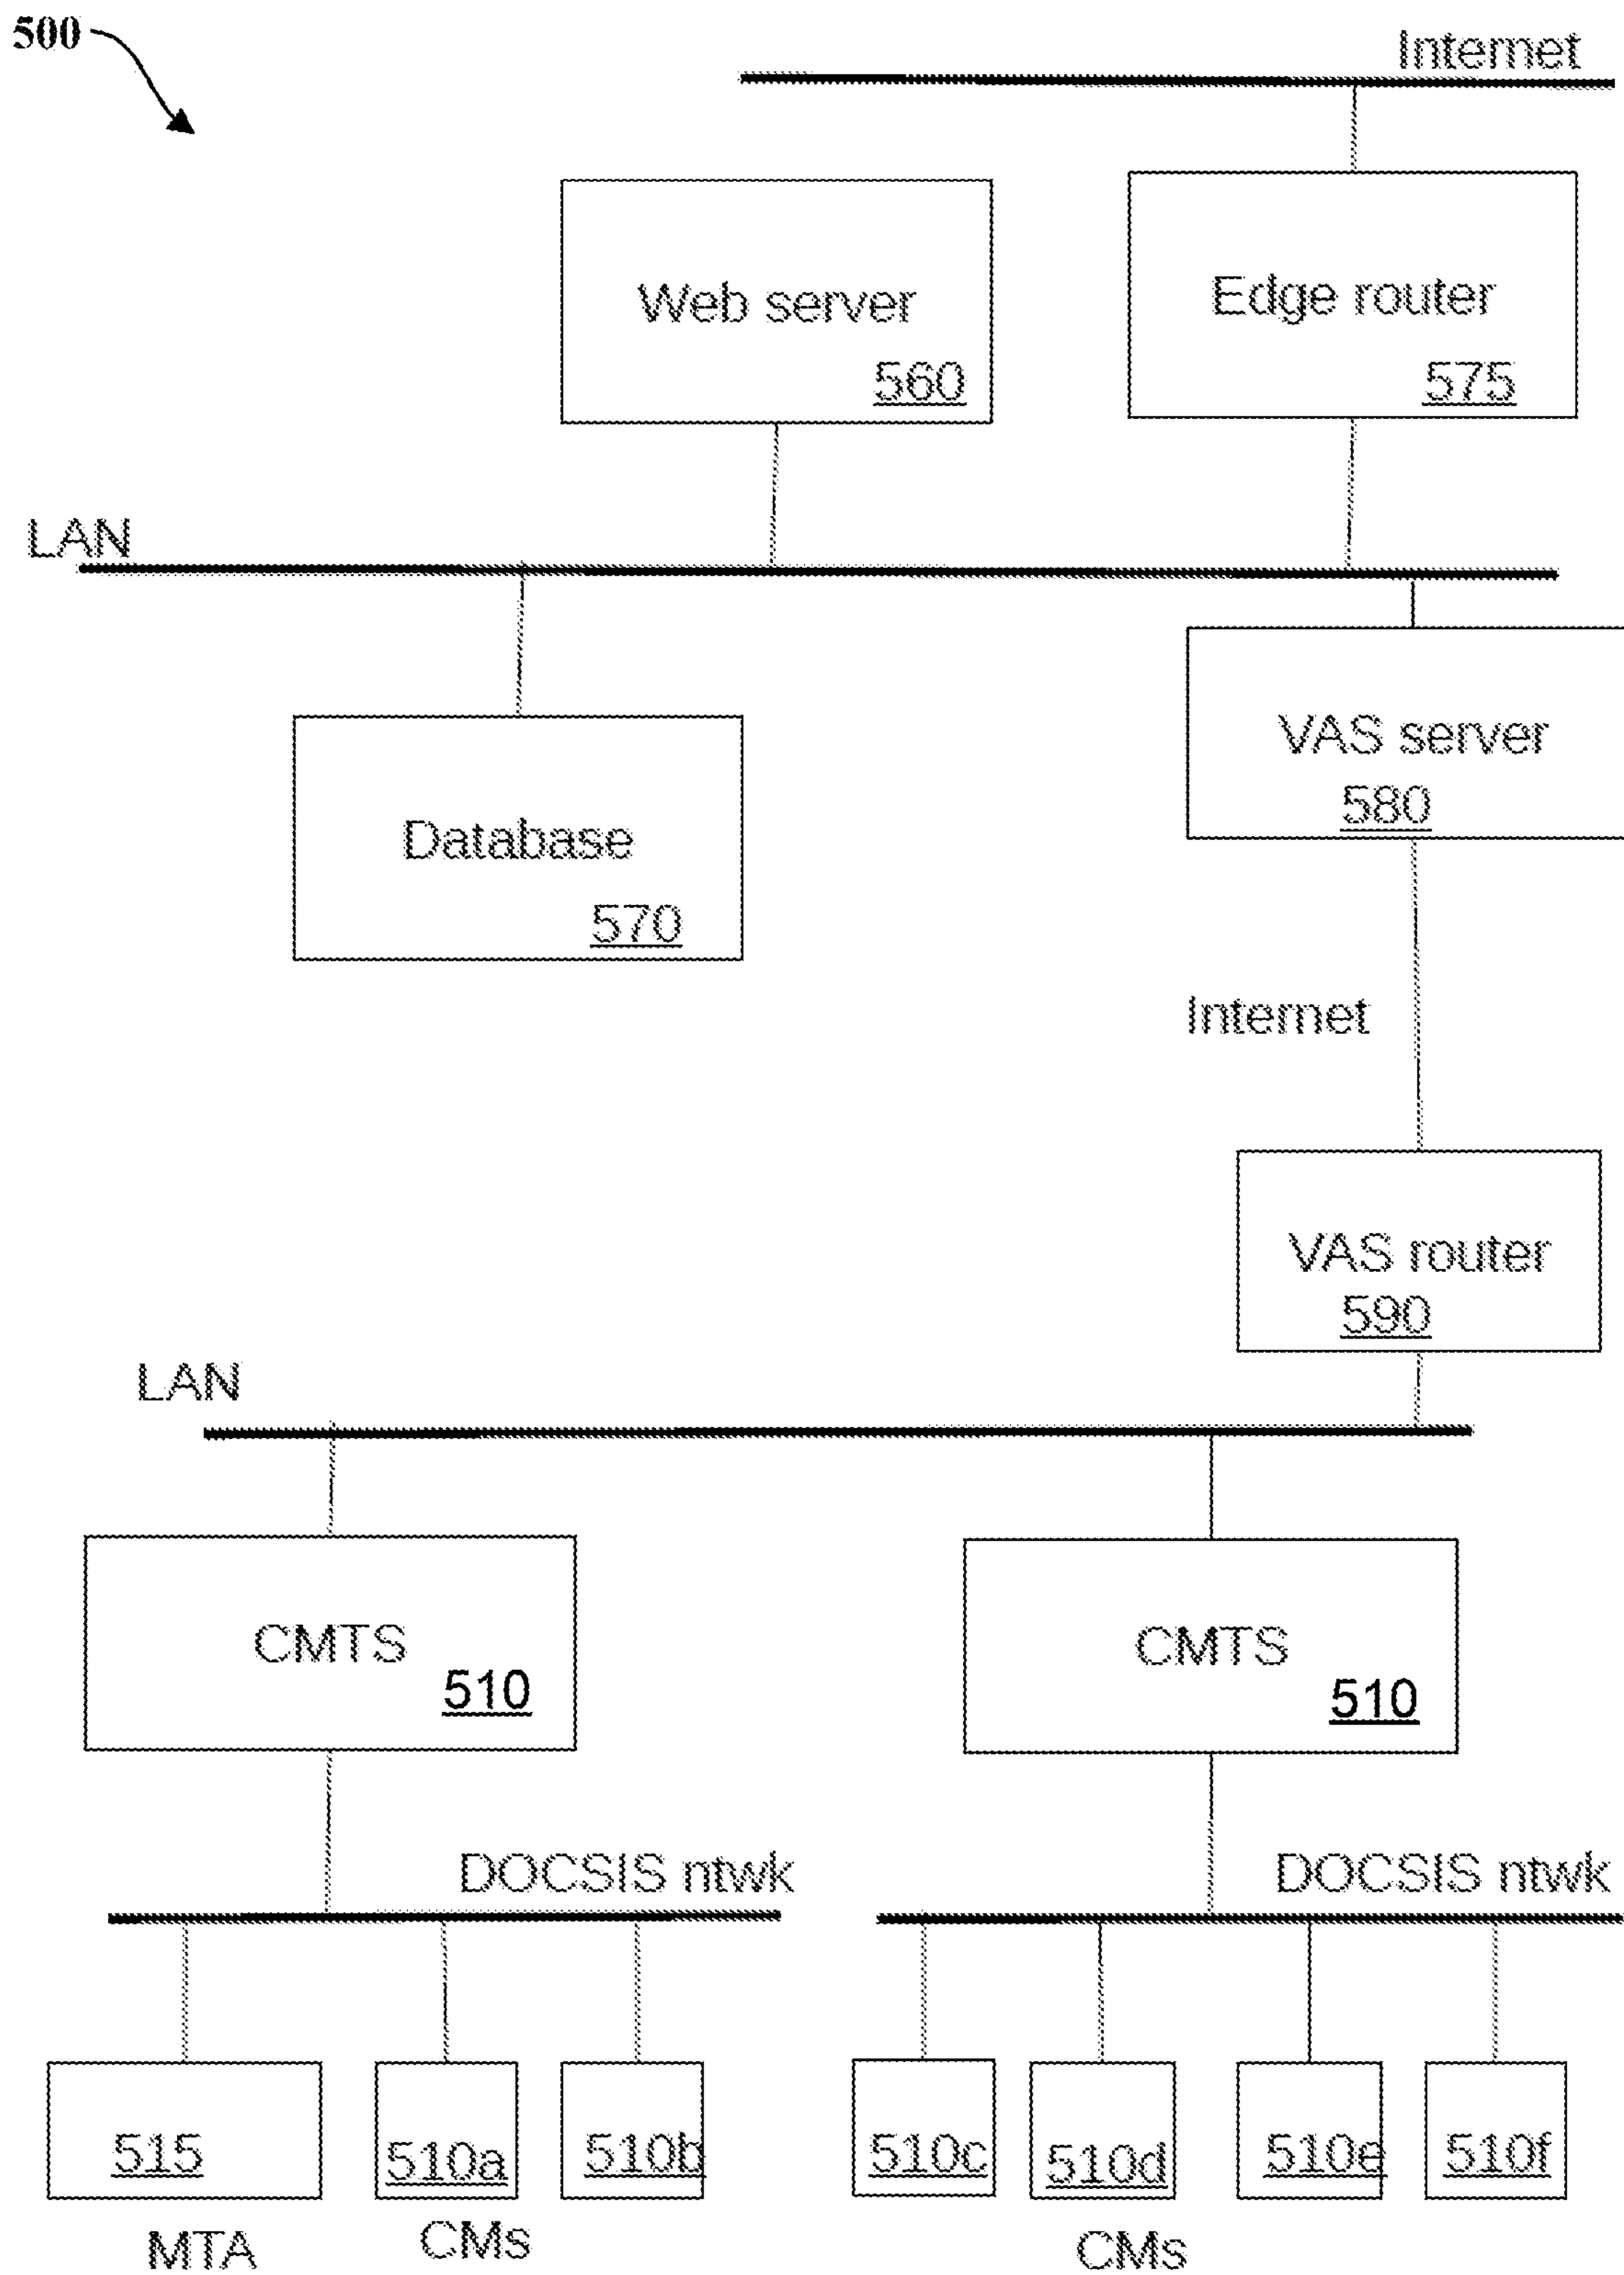 500
Internet
Web server
560
Edge router
575
LAN
VAS server
580
Database
570
Internet
VAS router
590
LAN
CMTS
510
CMTS
510
DOCSIS ntwk
DOCSIS ntwk
515
510a
510b
510c
510d
510e
510f
MTA
CMs
CMs